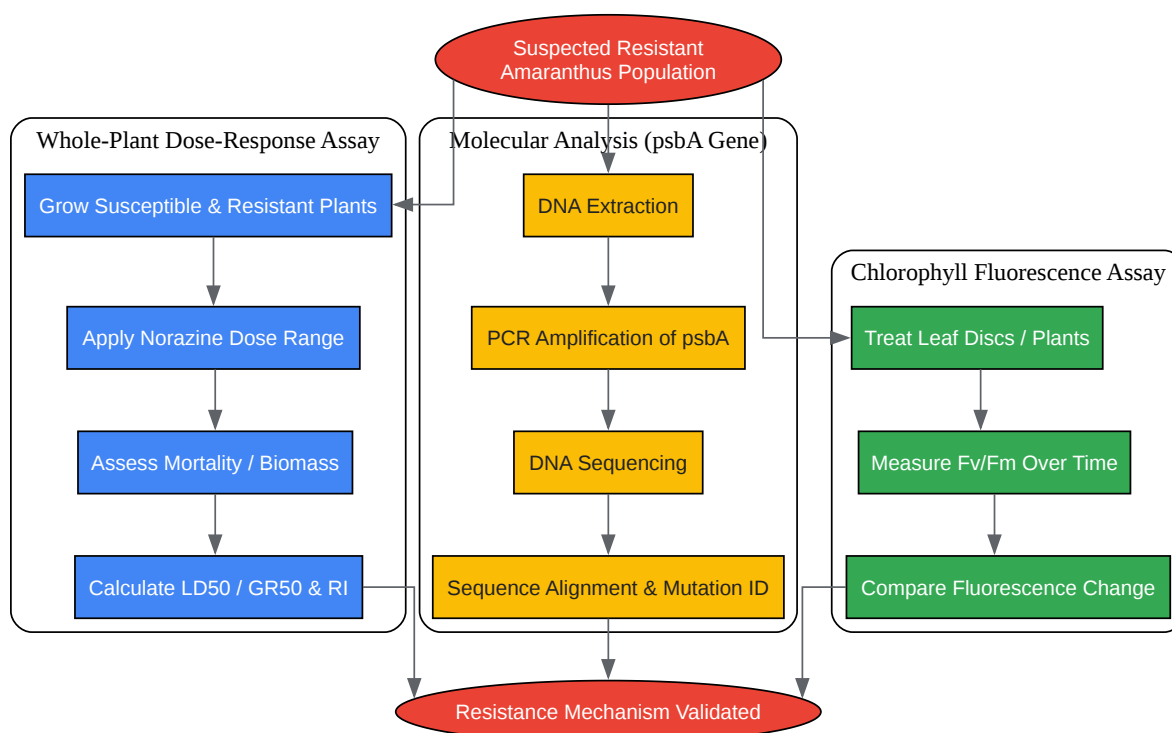 Suspected Resistant
Amaranthus Population
Whole-Plant Dose-Response Assay
Grow Susceptible & Resistant Plants
Apply Norazine Dose Range
Assess Mortality / Biomass
Calculate LD50 / GR50 & RI
Molecular Analysis (psbA Gene)
DNA Extraction
PCR Amplification of psbA
DNA Sequencing
Sequence Alignment & Mutation ID
Chlorophyll Fluorescence Assay
Treat Leaf Discs / Plants
Measure Fv/Fm Over Time
Compare Fluorescence Change
Resistance Mechanism Validated